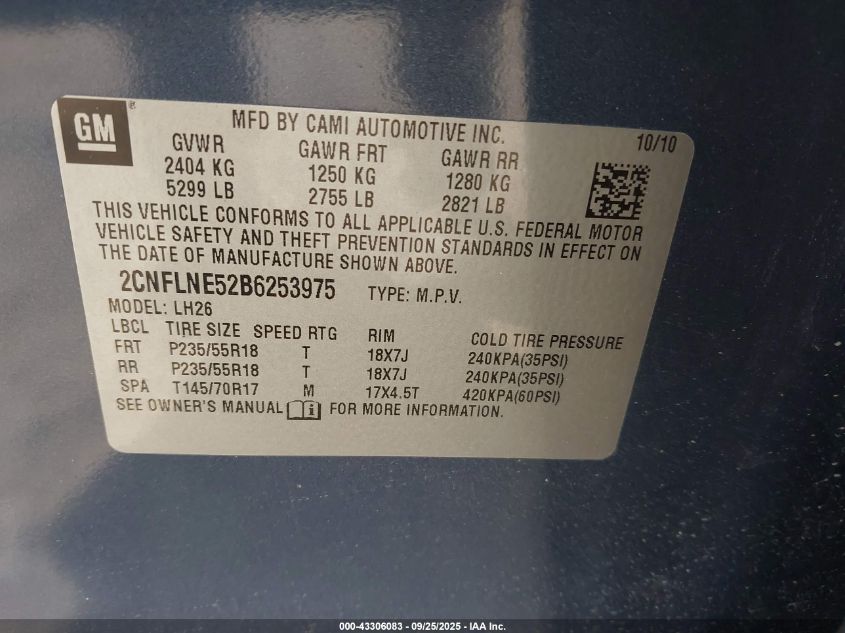 GM ®
MFD BY CAMI AUTOMOTIVE INC.
10/10
GVWR GAWR FRT GAWR RR
2404 KG 1250 KG 1280 KG
5299 LB 2755 LB 2821 LB
THIS VEHICLE CONFORMS TO ALL APPLICABLE U.S. FEDERAL MOTOR
VEHICLE SAFETY AND THEFT PREVENTION STANDARDS IN EFFECT ON
THE DATE OF MANUFACTURE SHOWN ABOVE.
2CNFLNE52B6253975 TYPE: M.P.V.
MODEL: LH26
LBCL TIRE SIZE SPEED RTG RIM COLD TIRE PRESSURE
FRT P235/55R18 T 18X7J 240KPA(35PSI)
RR P235/55R18 T 18X7J 240KPA(35PSI)
SPA T145/70R17 M 17X4.5T 420KPA(60PSI)
SEE OWNER'S MANUAL FOR MORE INFORMATION.
000-43306083 - 09/25/2025 - IAA Inc.